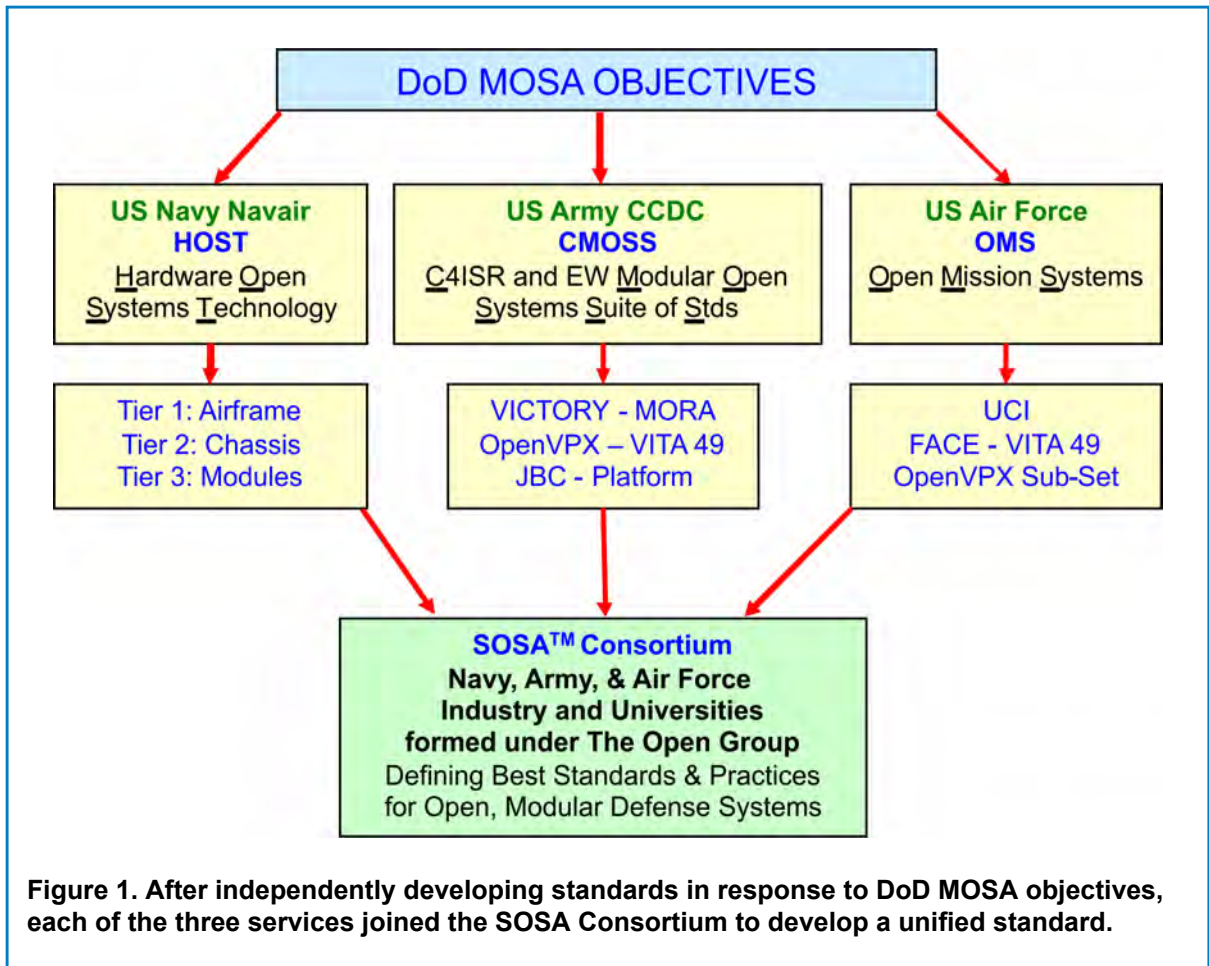 DoD MOSA OBJECTIVES
US Navy Navair
HOST
Hardware Open
Systems Technology
US Army CCDC
CMOSS
C4ISR and EW Modular Open
Systems Suite of Stds
US Air Force
OMS
Open Mission Systems
Tier 1: Airframe
Tier 2: Chassis
Tier 3: Modules
VICTORY - MORA
OpenVPX – VITA 49
JBC - Platform
UCI
FACE - VITA 49
OpenVPX Sub-Set
SOSA™ Consortium
Navy, Army, & Air Force
Industry and Universities
formed under The Open Group
Defining Best Standards & Practices
for Open, Modular Defense Systems
Figure 1. After independently developing standards in response to DoD MOSA objectives,
each of the three services joined the SOSA Consortium to develop a unified standard.